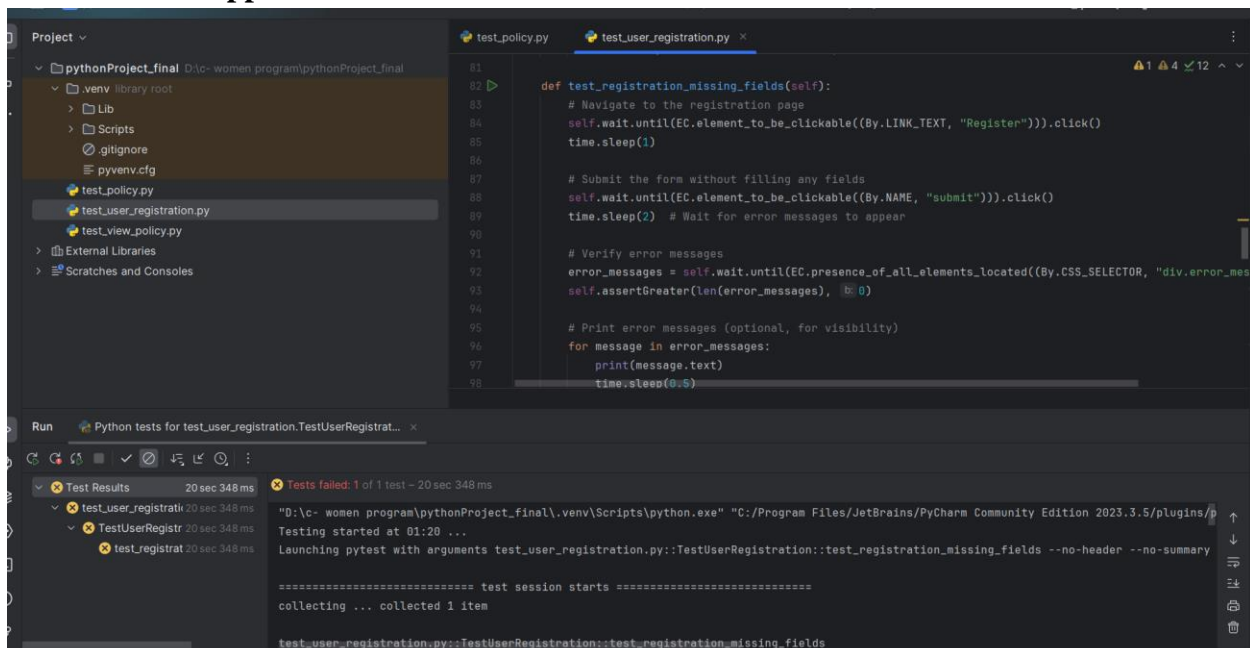 Project
pythonProject_final D:\c- women program\pythonProject_final
.venv library root
Lib
Scripts
.gitignore
pyvenv.cfg
test_policy.py
test_user_registration.py
test_view_policy.py
External Libraries
Scratches and Consoles
test_policy.py test_user_registration.py
1 4 12
81
82 def test_registration_missing_fields(self):
83 # Navigate to the registration page
84 self.wait.until(EC.element_to_be_clickable((By.LINK_TEXT, "Register"))).click()
85 time.sleep(1)
86
87 # Submit the form without filling any fields
88 self.wait.until(EC.element_to_be_clickable((By.NAME, "submit"))).click()
89 time.sleep(2) # Wait for error messages to appear
90
91 # Verify error messages
92 error_messages = self.wait.until(EC.presence_of_all_elements_located((By.CSS_SELECTOR, "div.error_mes
93 self.assertGreater(len(error_messages), b: 0)
94
95 # Print error messages (optional, for visibility)
96 for message in error_messages:
97 print(message.text)
98 time.sleep(0.5)
Run Python tests for test_user_registration.TestUserRegistrat...
Test Results 20 sec 348 ms
test_user_registrati 20 sec 348 ms
TestUserRegistr 20 sec 348 ms
test_registrat 20 sec 348 ms
Tests failed: 1 of 1 test – 20 sec 348 ms
"D:\c- women program\pythonProject_final\.venv\Scripts\python.exe" "C:/Program Files/JetBrains/PyCharm Community Edition 2023.3.5/plugins/p
Testing started at 01:20 ...
Launching pytest with arguments test_user_registration.py::TestUserRegistration::test_registration_missing_fields --no-header --no-summary
============================= test session starts =============================
collecting ... collected 1 item
test_user_registration.py::TestUserRegistration::test_registration_missing_fields